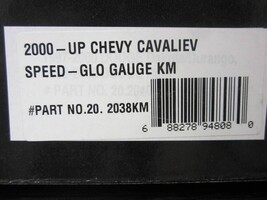 2000-UP CHEVY CAVALIEV
SPEED-GLO GAUGE KM
#PART NO.20. 2038KM
6 88278 94808 0